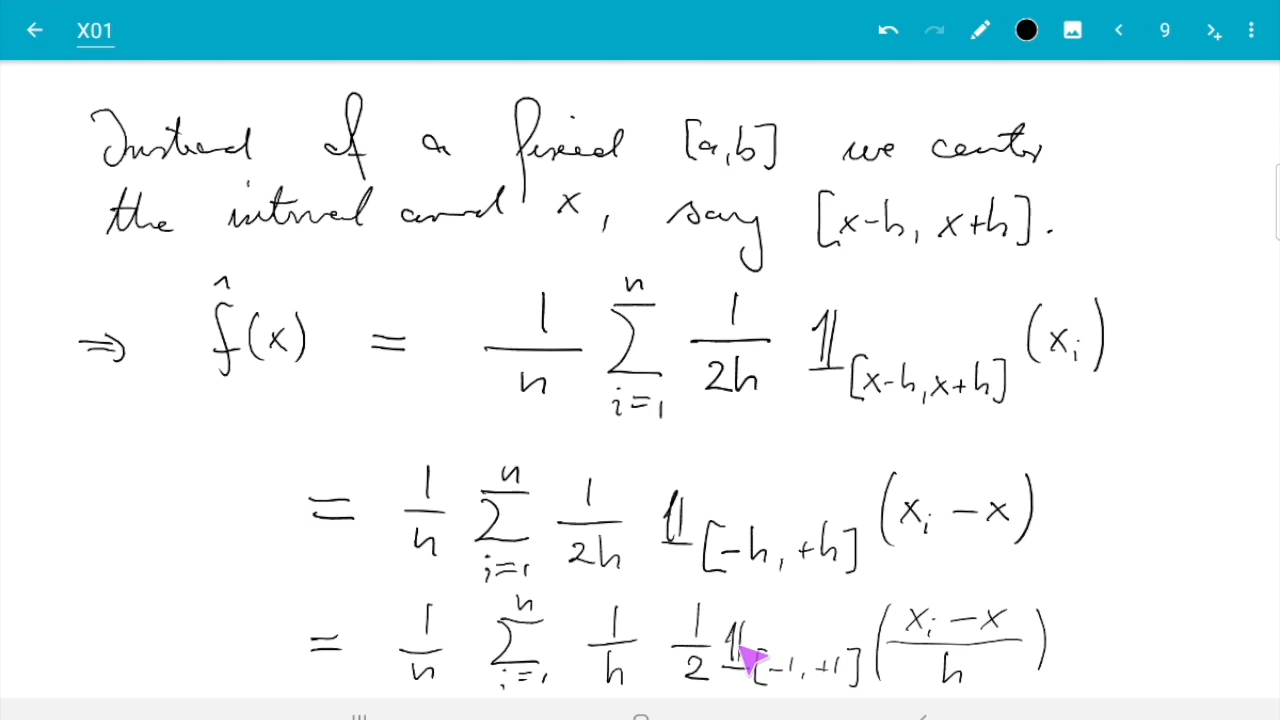 X01
9
Instead of a fixed [a,b] we center
the interval around x, say [x-h, x+h].
⇒ f̂(x) = 1/n ∑_{i=1}^{n} 1/2h 𝟙_{[x-h,x+h]} (x_i)
= 1/n ∑_{i=1}^{n} 1/2h 𝟙_{[-h,+h]} (x_i - x)
= 1/n ∑_{i=1}^{n} 1/h 1/2 𝟙_{[-1,+1]} ((x_i - x)/h)